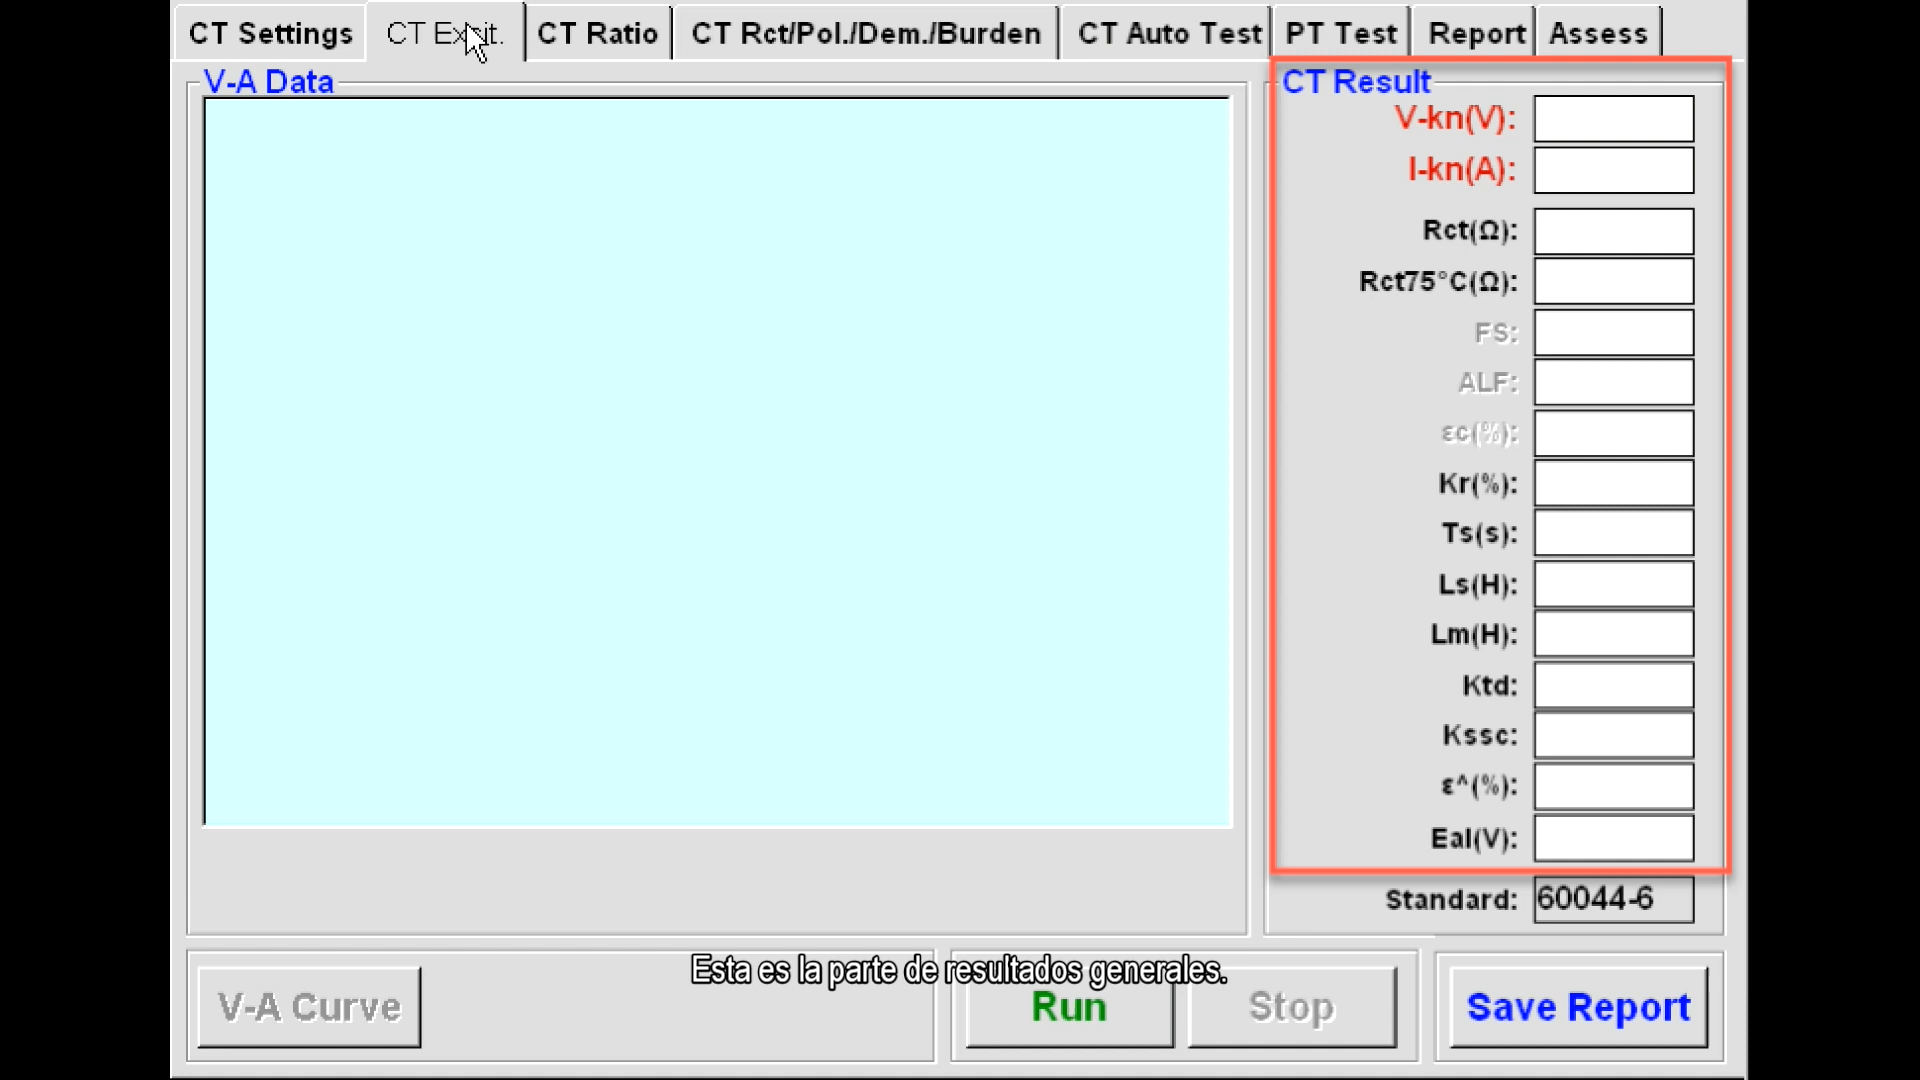 CT Settings CT Excit. CT Ratio CT Rct/Pol./Dem./Burden CT Auto Test PT Test Report Assess
V-A Data
CT Result
V-kn(V):
I-kn(A):
Rct(Ω):
Rct75°C(Ω):
FS:
ALF:
εc(%):
Kr(%):
Ts(s):
Ls(H):
Lm(H):
Ktd:
Kssc:
ε^(%):
Eal(V):
Standard: 60044-6
Esta es la parte de resultados generales.
V-A Curve Run Stop Save Report